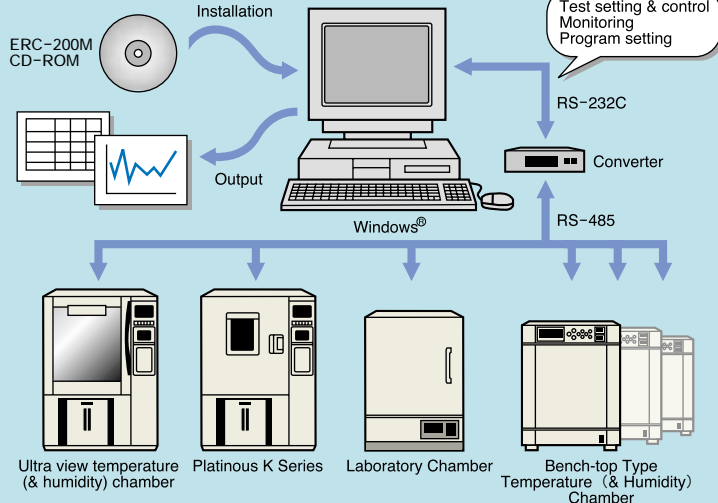 Installation
Test setting & control
Monitoring
Program setting
ERC-200M
CD-ROM
RS-232C
Converter
Output
Windows®
RS-485
Ultra view temperature
(& humidity) chamber
Platinous K Series
Laboratory Chamber
Bench-top Type
Temperature (& Humidity)
Chamber